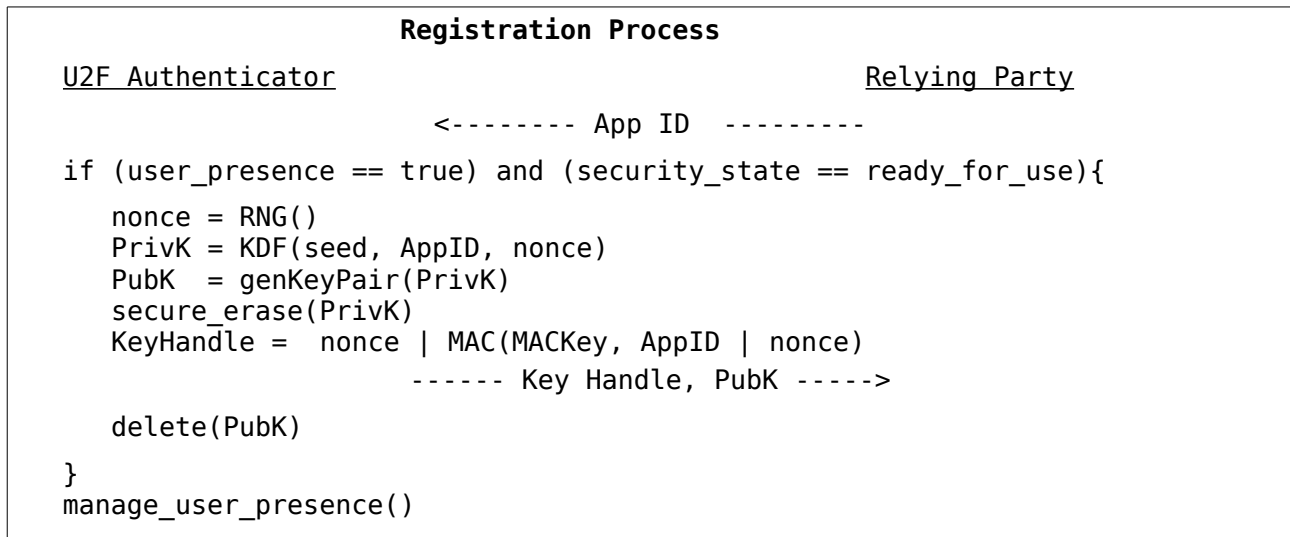 Registration Process
U2F Authenticator Relying Party
<-------- App ID ---------
if (user_presence == true) and (security_state == ready_for_use){
nonce = RNG()
PrivK = KDF(seed, AppID, nonce)
PubK = genKeyPair(PrivK)
secure_erase(PrivK)
KeyHandle = nonce | MAC(MACKey, AppID | nonce)
------ Key Handle, PubK ----->
delete(PubK)
}
manage_user_presence()